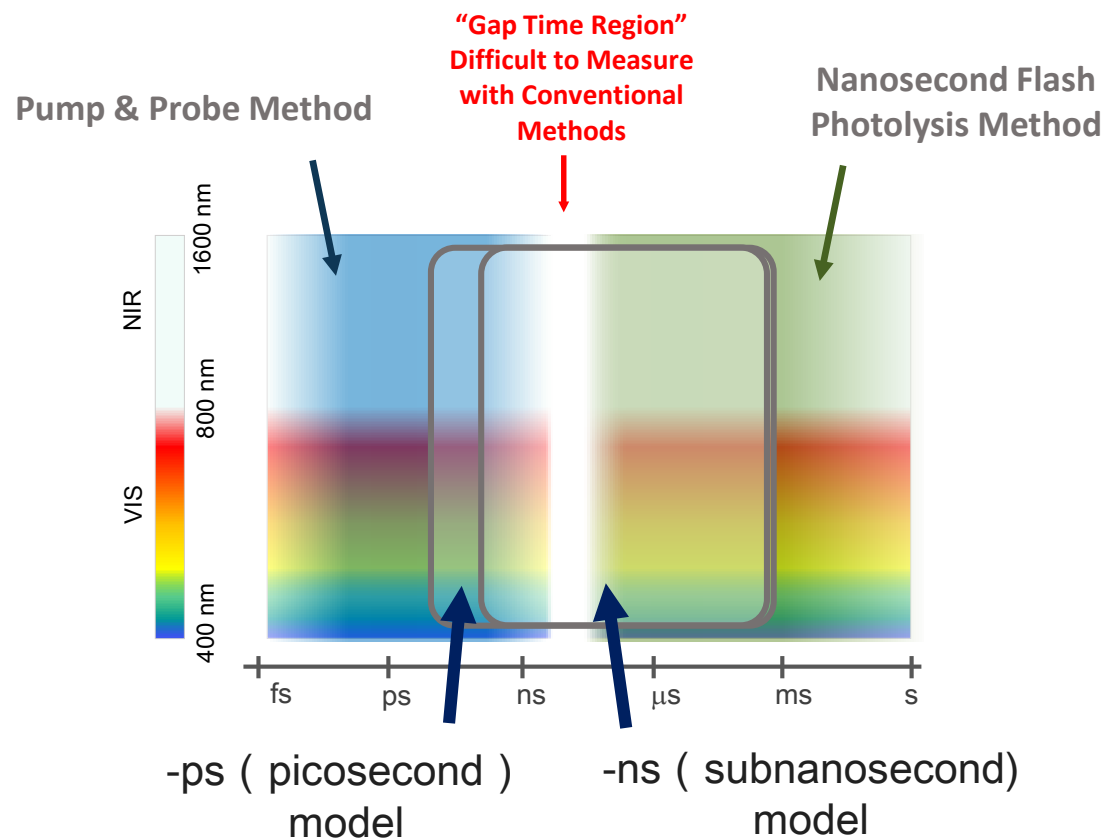 “Gap Time Region”
Difficult to Measure
with Conventional
Methods
Pump & Probe Method
Nanosecond Flash
Photolysis Method
1600 nm
NIR
800 nm
VIS
400 nm
fs
ps
ns
μs
ms
s
-ps ( picosecond )
model
-ns ( subnanosecond)
model